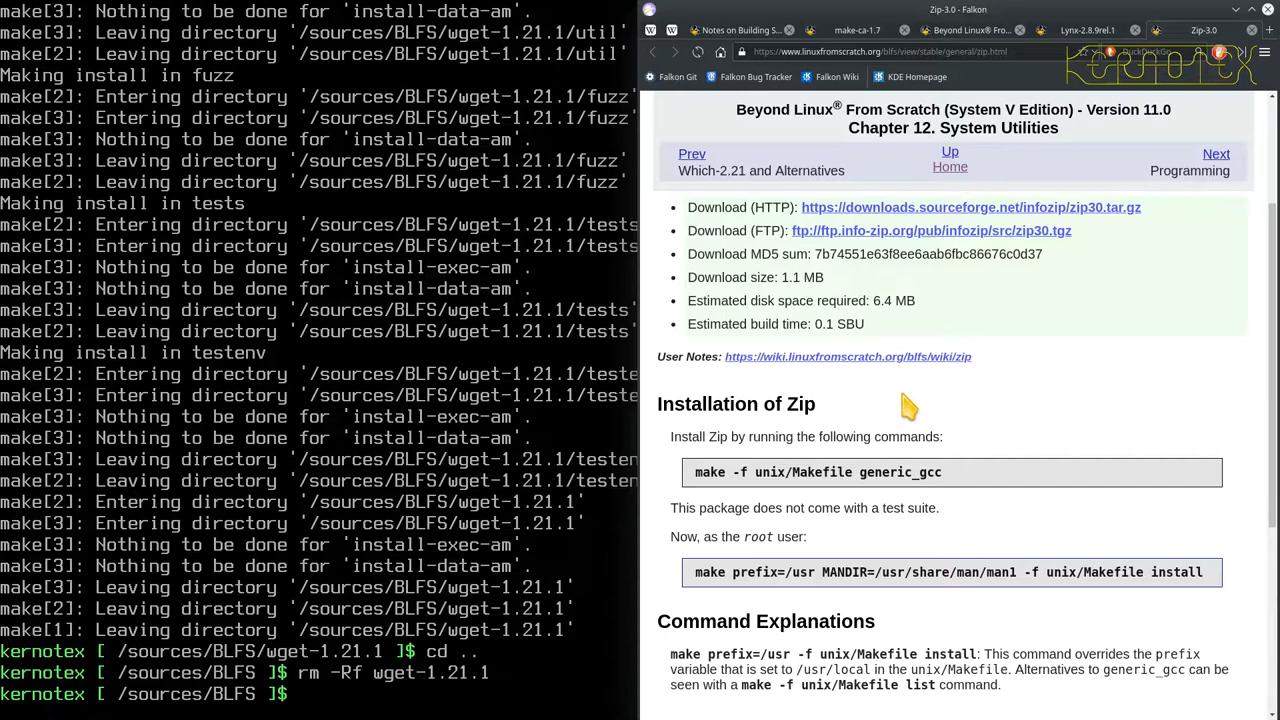 make[3]: Nothing to be done for 'install-data-am'.
make[3]: Leaving directory '/sources/BLFS/wget-1.21.1/util'
make[2]: Leaving directory '/sources/BLFS/wget-1.21.1/util'
Making install in fuzz
make[2]: Entering directory '/sources/BLFS/wget-1.21.1/fuzz'
make[3]: Entering directory '/sources/BLFS/wget-1.21.1/fuzz'
make[3]: Nothing to be done for 'install-data-am'.
make[3]: Leaving directory '/sources/BLFS/wget-1.21.1/fuzz'
make[2]: Leaving directory '/sources/BLFS/wget-1.21.1/fuzz'
Making install in tests
make[2]: Entering directory '/sources/BLFS/wget-1.21.1/tests
make[3]: Entering directory '/sources/BLFS/wget-1.21.1/tests
make[3]: Nothing to be done for 'install-exec-am'.
make[3]: Nothing to be done for 'install-data-am'.
make[3]: Leaving directory '/sources/BLFS/wget-1.21.1/tests'
make[2]: Leaving directory '/sources/BLFS/wget-1.21.1/tests'
Making install in testenv
make[2]: Entering directory '/sources/BLFS/wget-1.21.1/teste
make[3]: Entering directory '/sources/BLFS/wget-1.21.1/teste
make[3]: Nothing to be done for 'install-exec-am'.
make[3]: Nothing to be done for 'install-data-am'.
make[3]: Leaving directory '/sources/BLFS/wget-1.21.1/testen
make[2]: Leaving directory '/sources/BLFS/wget-1.21.1/testen
make[2]: Entering directory '/sources/BLFS/wget-1.21.1'
make[3]: Entering directory '/sources/BLFS/wget-1.21.1'
make[3]: Nothing to be done for 'install-exec-am'.
make[3]: Nothing to be done for 'install-data-am'.
make[3]: Leaving directory '/sources/BLFS/wget-1.21.1'
make[2]: Leaving directory '/sources/BLFS/wget-1.21.1'
make[1]: Leaving directory '/sources/BLFS/wget-1.21.1'
kernotex [ /sources/BLFS/wget-1.21.1 ]$ cd ..
kernotex [ /sources/BLFS ]$ rm -Rf wget-1.21.1
kernotex [ /sources/BLFS ]$
Zip-3.0 - Falkon
Notes on Building S... make-ca-1.7 Beyond Linux® Fro... Lynx-2.8.9rel.1 Zip-3.0
https://www.linuxfromscratch.org/blfs/view/stable/general/zip.html DuckDuckGo
KERNOTEX
Falkon Git Falkon Bug Tracker Falkon Wiki KDE Homepage
Beyond Linux® From Scratch (System V Edition) - Version 11.0
Chapter 12. System Utilities
Prev Up Next
Which-2.21 and Alternatives Home Programming
• Download (HTTP): https://downloads.sourceforge.net/infozip/zip30.tar.gz
• Download (FTP): ftp://ftp.info-zip.org/pub/infozip/src/zip30.tgz
• Download MD5 sum: 7b74551e63f8ee6aab6fbc86676c0d37
• Download size: 1.1 MB
• Estimated disk space required: 6.4 MB
• Estimated build time: 0.1 SBU
User Notes: https://wiki.linuxfromscratch.org/blfs/wiki/zip
Installation of Zip
Install Zip by running the following commands:
make -f unix/Makefile generic_gcc
This package does not come with a test suite.
Now, as the root user:
make prefix=/usr MANDIR=/usr/share/man/man1 -f unix/Makefile install
Command Explanations
make prefix=/usr -f unix/Makefile install: This command overrides the prefix
variable that is set to /usr/local in the unix/Makefile. Alternatives to generic_gcc can be
seen with a make -f unix/Makefile list command.